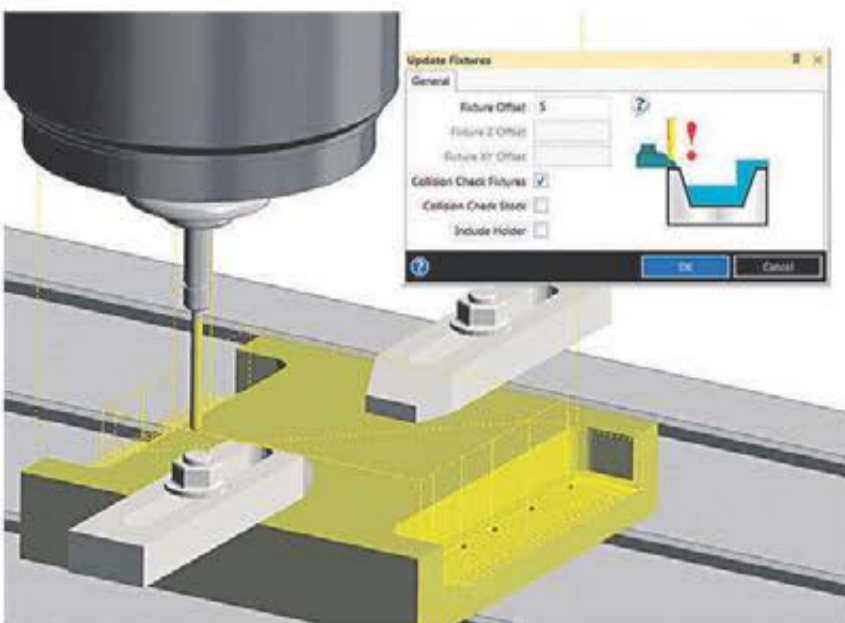 Update Fixtures
General
Fixture Offset 5
Fixture Z Offset
Fixture XY Offset
Collision Check Fixtures
Collision Check Stock
Include Holder
OK Cancel